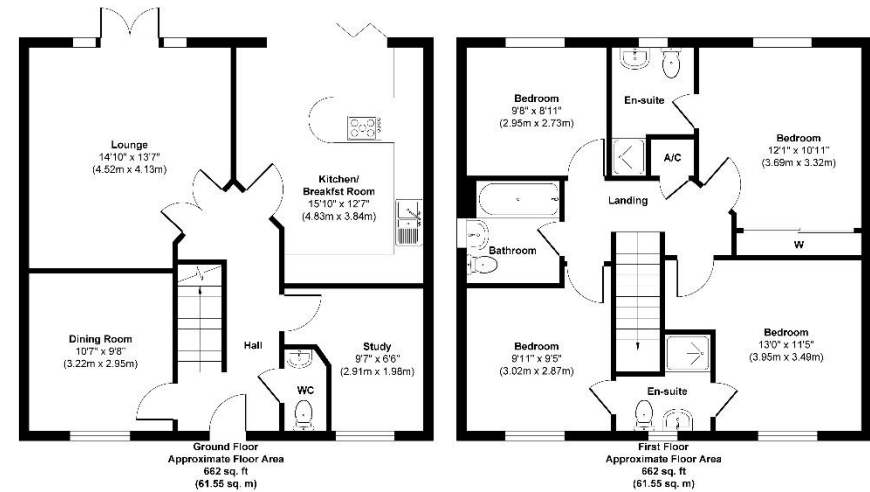 Lounge
14'10" x 13'7"
(4.52m x 4.13m)
Kitchen/
Breakfst Room
15'10" x 12'7"
(4.83m x 3.84m)
Dining Room
10'7" x 9'8"
(3.22m x 2.95m)
Hall
WC
Study
9'7" x 6'6"
(2.91m x 1.98m)
Ground Floor
Approximate Floor Area
662 sq. ft
(61.55 sq. m)
Bedroom
9'8" x 8'11"
(2.95m x 2.73m)
En-suite
A/C
Bedroom
12'1" x 10'11"
(3.69m x 3.32m)
Landing
W
Bathroom
Bedroom
9'11" x 9'5"
(3.02m x 2.87m)
En-suite
Bedroom
13'0" x 11'5"
(3.95m x 3.49m)
First Floor
Approximate Floor Area
662 sq. ft
(61.55 sq. m)